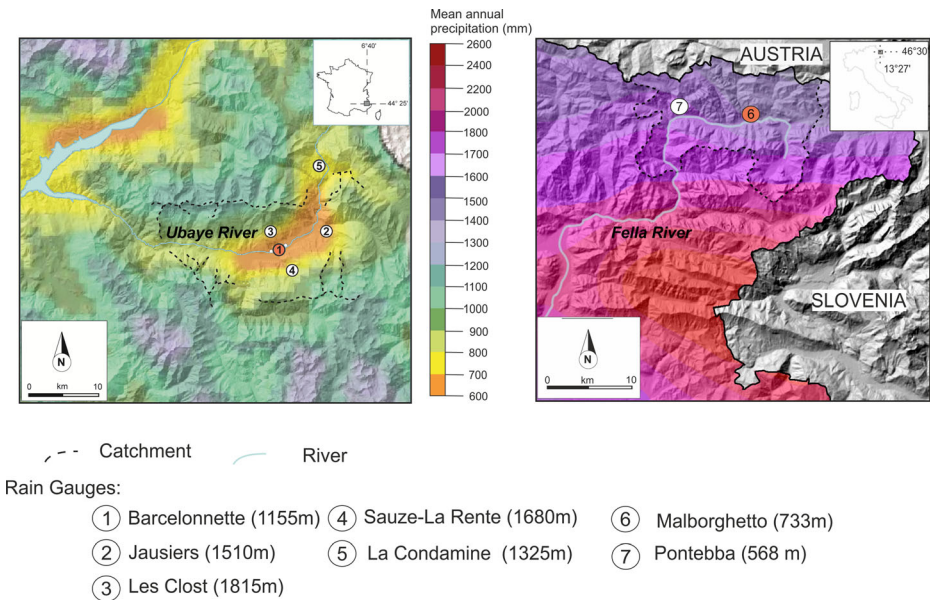 Mean annual
precipitation (mm)
2600
2400
2200
2000
1800
1700
1600
1500
1400
1300
1200
1100
1000
900
800
700
600
6°40'
44° 25'
5
Ubaye River
3
2
1
4
N
0 km 10
AUSTRIA
46°30'
13°27'
7
6
Fella River
SLOVENIA
N
0 km 10
Catchment
River
Rain Gauges:
1 Barcelonnette (1155m)
2 Jausiers (1510m)
3 Les Clost (1815m)
4 Sauze-La Rente (1680m)
5 La Condamine (1325m)
6 Malborghetto (733m)
7 Pontebba (568 m)